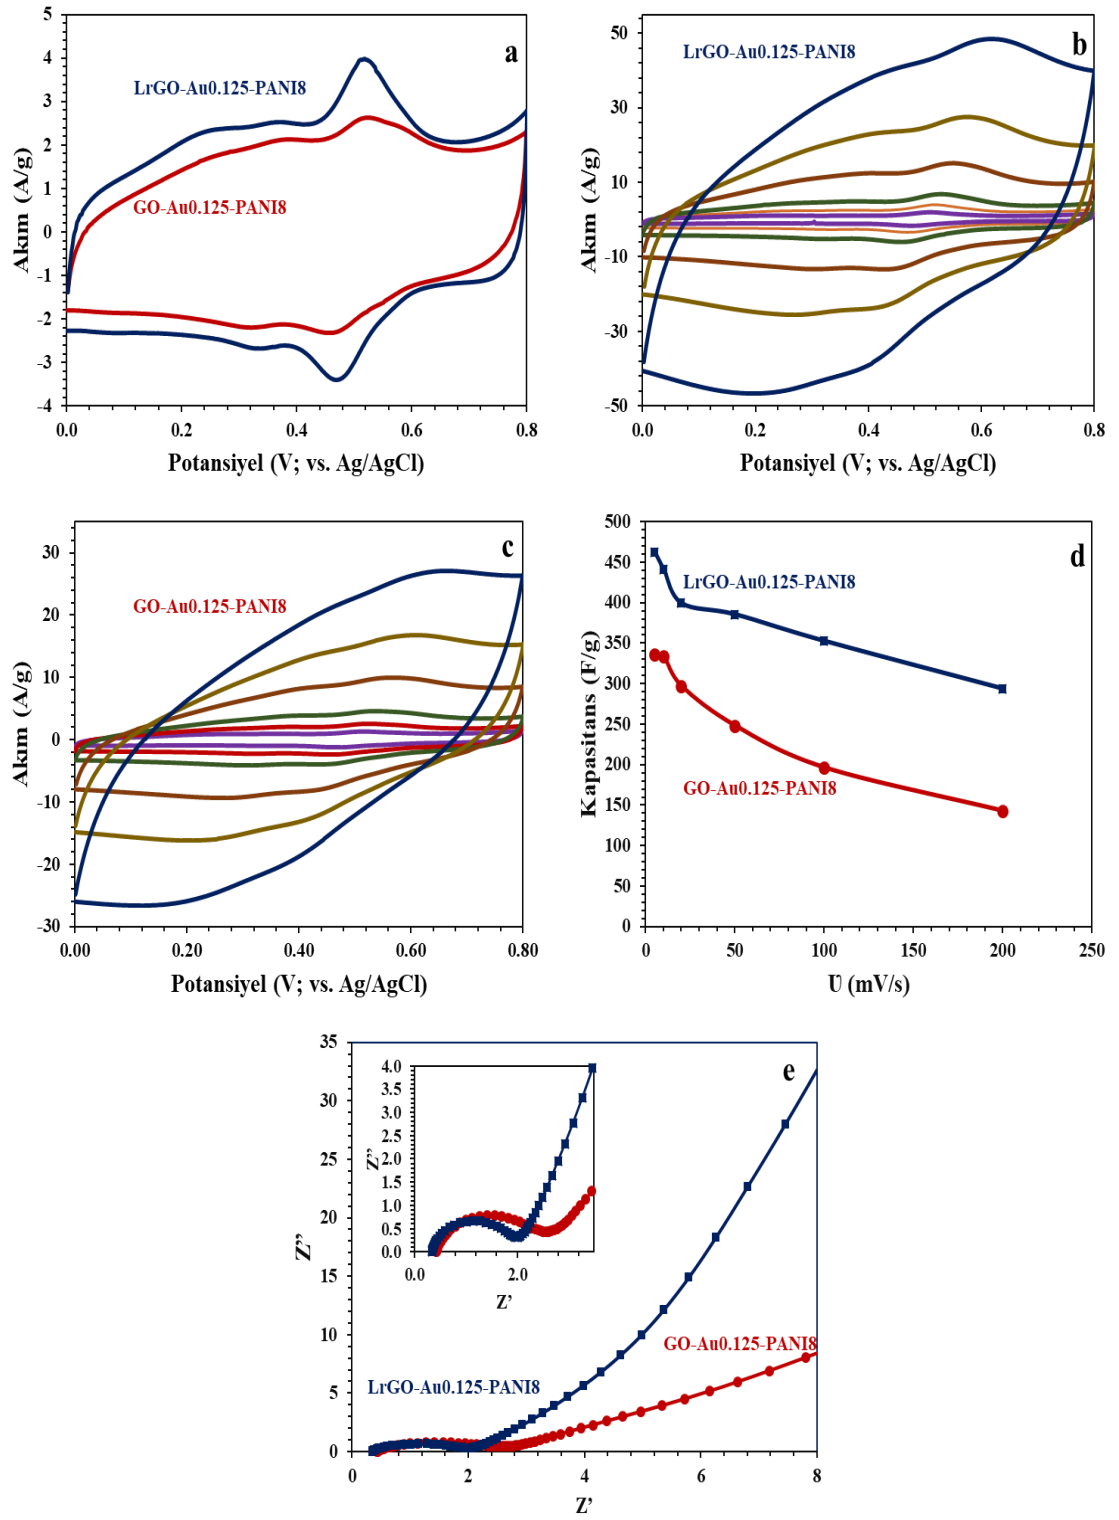 a
5
4
3
2
1
0
-1
-2
-3
-4
Akım (A/g)
LrGO-Au0.125-PANI8
GO-Au0.125-PANI8
0.0 0.2 0.4 0.6 0.8
Potansiyel (V; vs. Ag/AgCl)
b
50
30
10
-10
-30
-50
Akım (A/g)
LrGO-Au0.125-PANI8
0.0 0.2 0.4 0.6 0.8
Potansiyel (V; vs. Ag/AgCl)
c
30
20
10
0
-10
-20
-30
Akım (A/g)
GO-Au0.125-PANI8
0.00 0.20 0.40 0.60 0.80
Potansiyel (V; vs. Ag/AgCl)
d
500
450
400
350
300
250
200
150
100
50
0
Kapasitans (F/g)
LrGO-Au0.125-PANI8
GO-Au0.125-PANI8
0 50 100 150 200 250
Ʋ (mV/s)
e
35
30
25
20
15
10
5
0
Z’’
4.0
3.5
3.0
2.5
2.0
1.5
1.0
0.5
0.0
Z’’
0.0 2.0
Z’
GO-Au0.125-PANI8
LrGO-Au0.125-PANI8
0 2 4 6 8
Z’